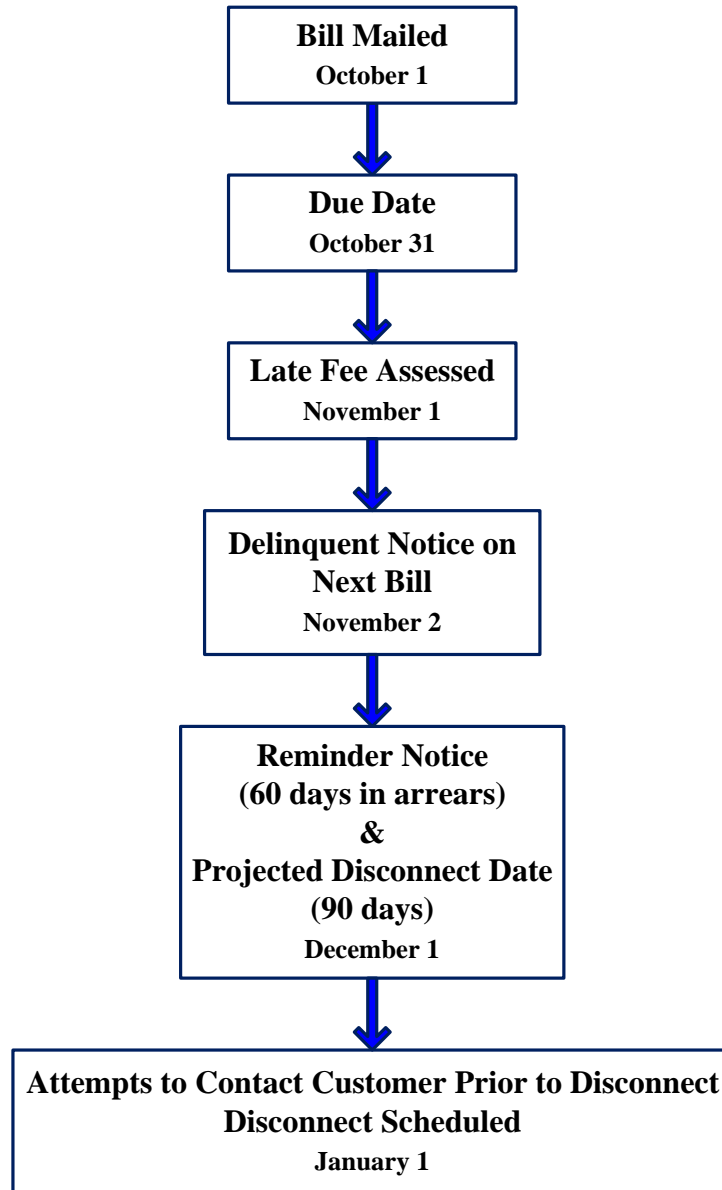 Bill Mailed
October 1
Due Date
October 31
Late Fee Assessed
November 1
Delinquent Notice on
Next Bill
November 2
Reminder Notice
(60 days in arrears)
&
Projected Disconnect Date
(90 days)
December 1
Attempts to Contact Customer Prior to Disconnect
Disconnect Scheduled
January 1